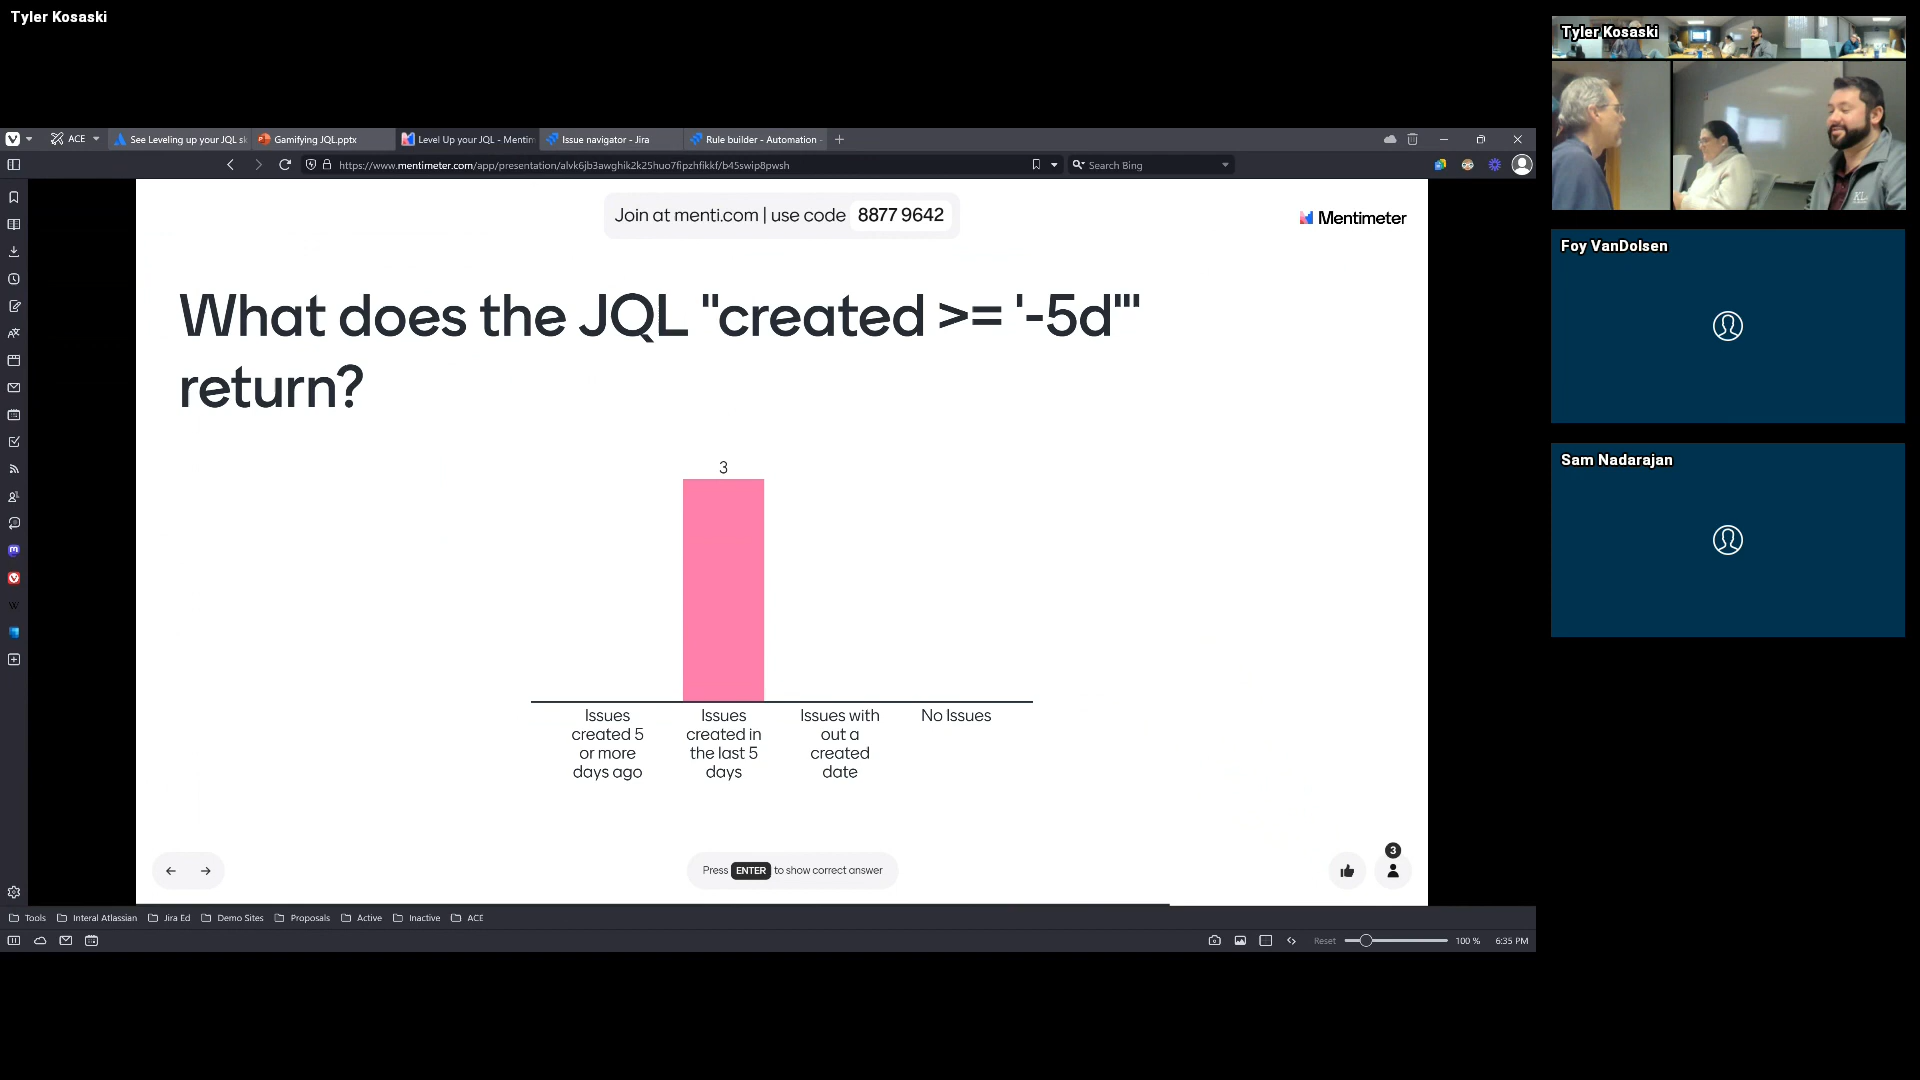 Tyler Kosaski
Tyler Kosaski
ACE
See Leveling up your JQL sk
Gamifying JQL.pptx
Level Up your JQL - Mentim
Issue navigator - Jira
Rule builder - Automation -
https://www.mentimeter.com/app/presentation/alvk6jb3awghik2k25huo7fipzhfikkf/b45swip8pwsh
Search Bing
Join at menti.com | use code 8877 9642
Mentimeter
Foy VanDolsen
What does the JQL "created >= '-5d'"
return?
Sam Nadarajan
3
Issues
created 5
or more
days ago
Issues
created in
the last 5
days
Issues with
out a
created
date
No Issues
Press ENTER to show correct answer
3
Tools
Interal Atlassian
Jira Ed
Demo Sites
Proposals
Active
Inactive
ACE
Reset
100 %
6:35 PM